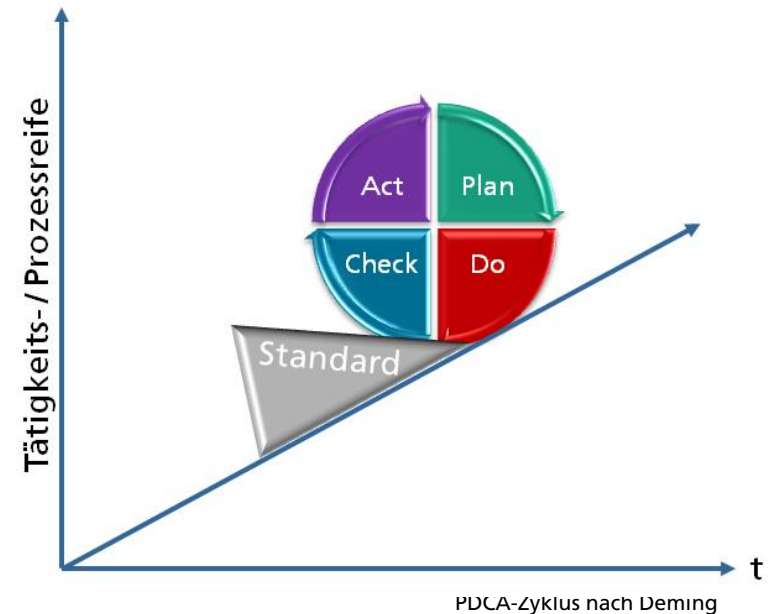 Tätigkeits- / Prozessreife
Act
Plan
Check
Do
Standard
t
PDCA-Zyklus nach Deming